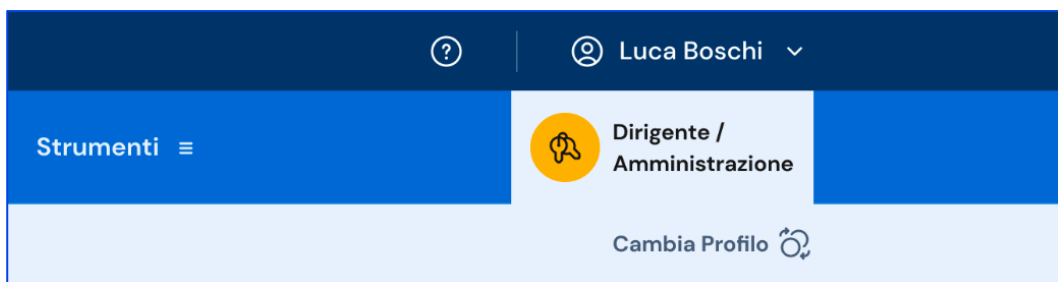 Luca Boschi
Strumenti
Dirigente /
Amministrazione
Cambia Profilo